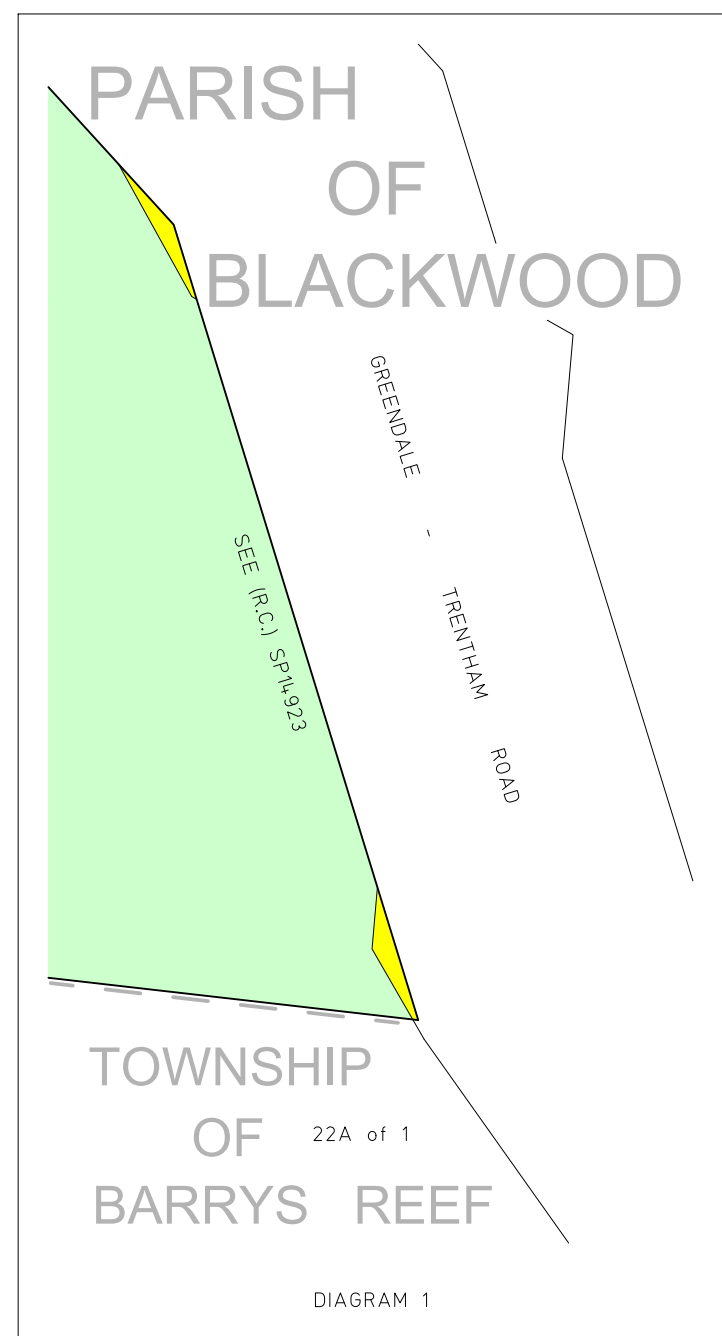 PARISH
OF
BLACKWOOD
GREENDALE - TRENTHAM ROAD
SEE (R.C.) SP14923
TOWNSHIP
OF
22A of 1
BARRYS REEF
DIAGRAM 1